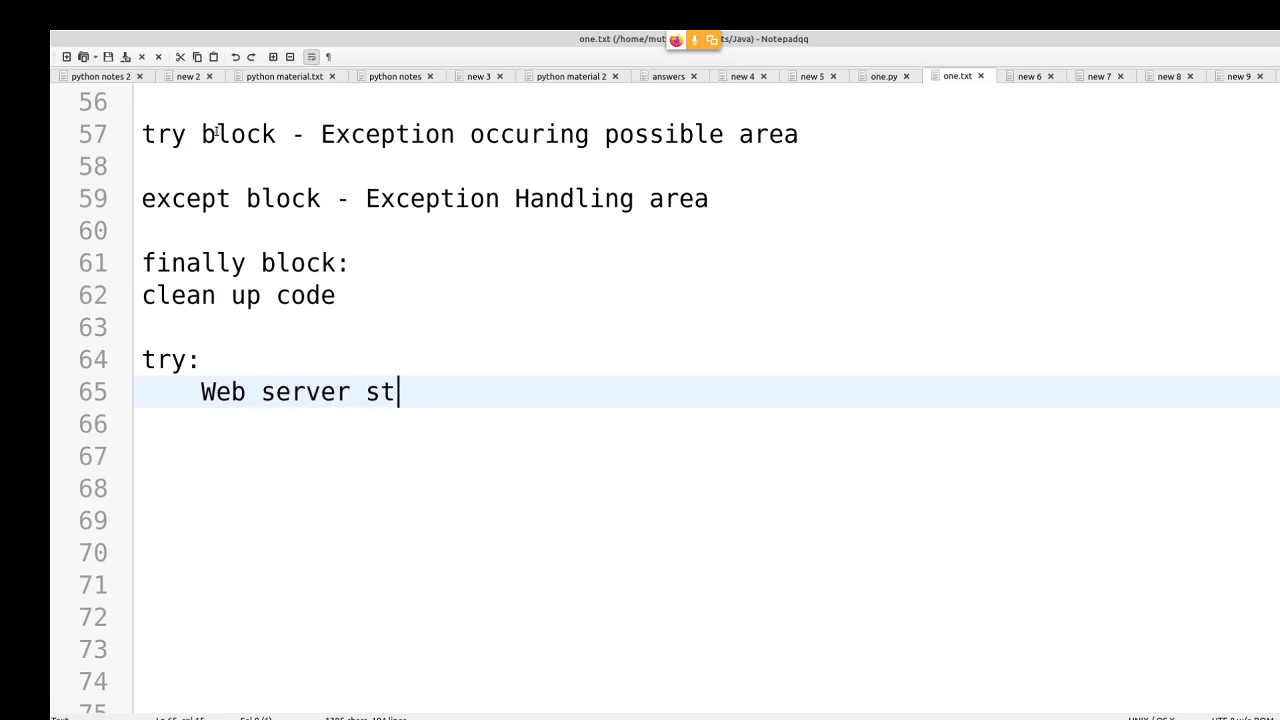 one.txt (/home/mut ts/Java) - Notepadqq
python notes 2 new 2 python material.txt python notes new 3 python material 2 answers new 4 new 5 one.py one.txt new 6 new 7 new 8 new 9
56
57 try block - Exception occuring possible area
58
59 except block - Exception Handling area
60
61 finally block:
62 clean up code
63
64 try:
65 Web server st
66
67
68
69
70
71
72
73
74